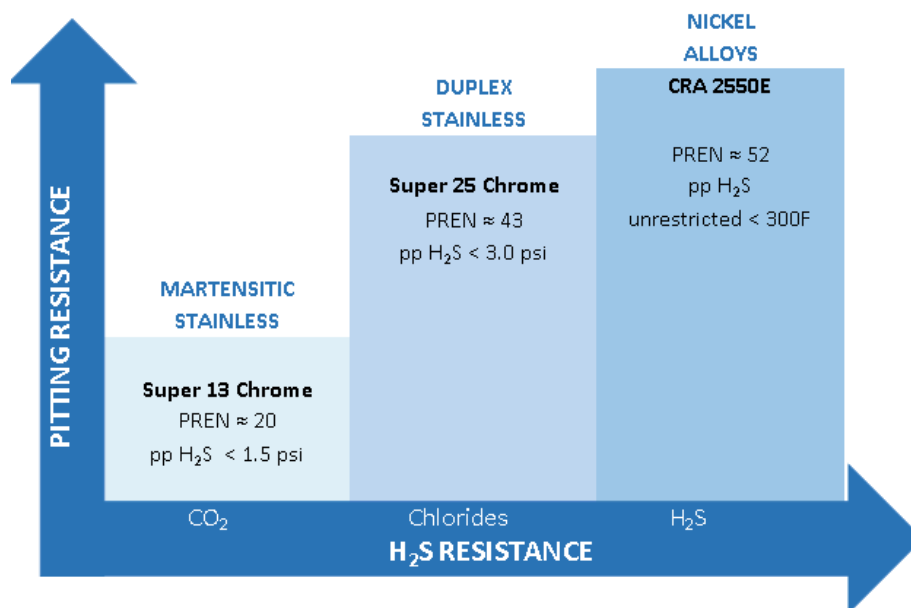 NICKEL
ALLOYS
CRA 2550E
PREN ≈ 52
pp H₂S
unrestricted < 300F
DUPLEX
STAINLESS
Super 25 Chrome
PREN ≈ 43
pp H₂S < 3.0 psi
MARTENSITIC
STAINLESS
Super 13 Chrome
PREN ≈ 20
pp H₂S < 1.5 psi
PITTING RESISTANCE
CO₂
Chlorides
H₂S
H₂S RESISTANCE